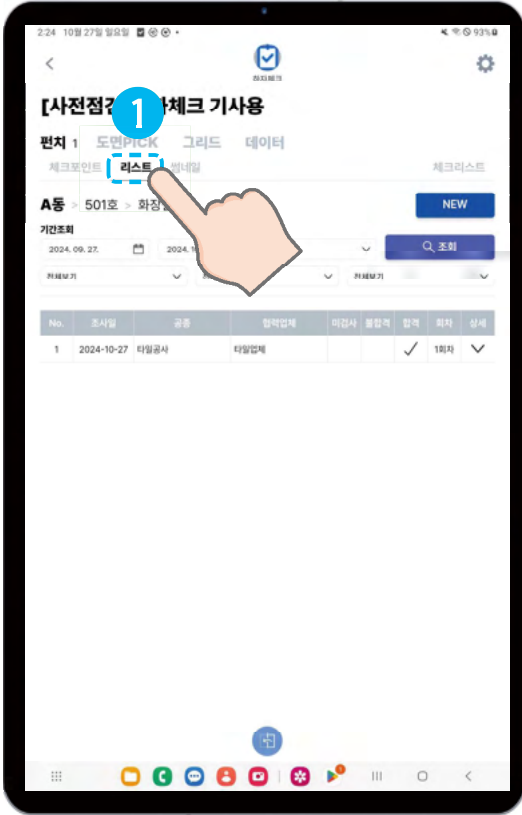 2:24 10월 27일 일요일 93%
하자체크
[사전점 체크 기사용
1
펀치 1 도면PICK 그리드 데이터
체크포인트 리스트 썸네일 체크리스트
A동 > 501호 > 화장 NEW
기간조회
2024. 09. 27. 2024. 조회
전체보기 전체보기
No. 조사일 공종 협력업체 미검사 불합격 합격 회차 상세
1 2024-10-27 타일공사 타일업체 1회차